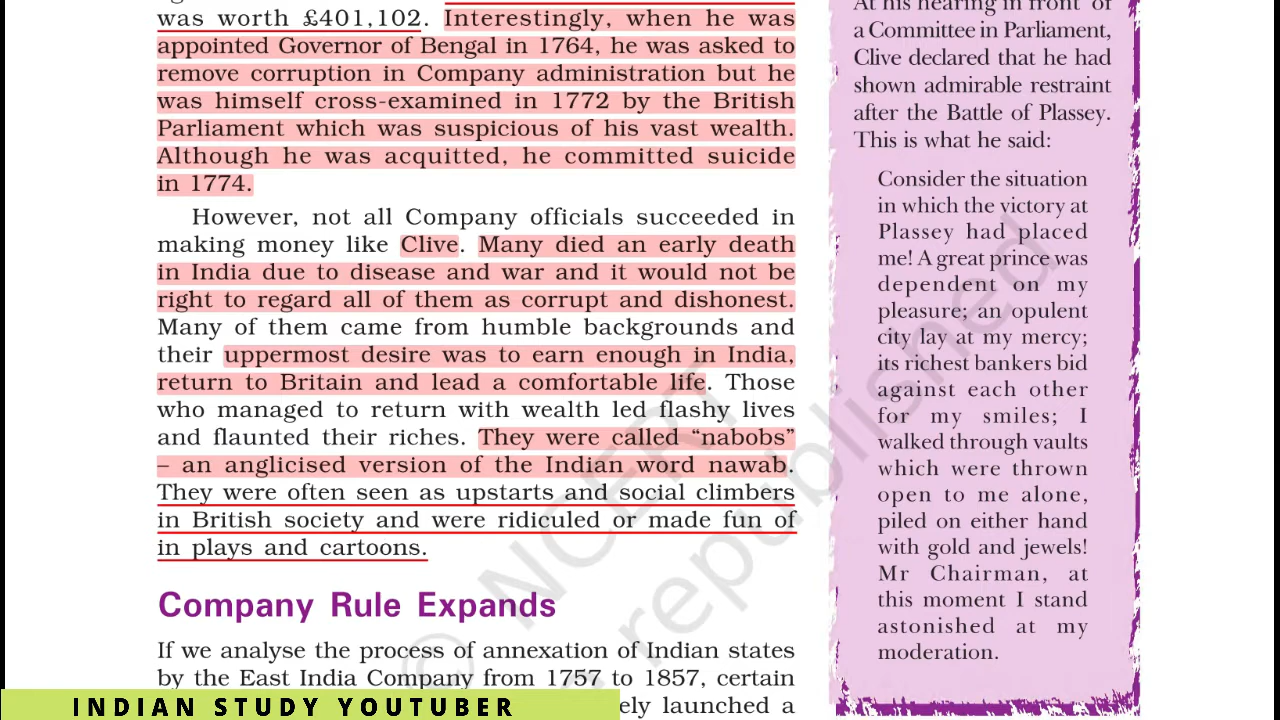 was worth £401,102. Interestingly, when he was
appointed Governor of Bengal in 1764, he was asked to
remove corruption in Company administration but he
was himself cross-examined in 1772 by the British
Parliament which was suspicious of his vast wealth.
Although he was acquitted, he committed suicide
in 1774.
However, not all Company officials succeeded in
making money like Clive. Many died an early death
in India due to disease and war and it would not be
right to regard all of them as corrupt and dishonest.
Many of them came from humble backgrounds and
their uppermost desire was to earn enough in India,
return to Britain and lead a comfortable life. Those
who managed to return with wealth led flashy lives
and flaunted their riches. They were called “nabobs”
– an anglicised version of the Indian word nawab.
They were often seen as upstarts and social climbers
in British society and were ridiculed or made fun of
in plays and cartoons.
Company Rule Expands
If we analyse the process of annexation of Indian states
by the East India Company from 1757 to 1857, certain
ely launched a
At his hearing in front of
a Committee in Parliament,
Clive declared that he had
shown admirable restraint
after the Battle of Plassey.
This is what he said:
Consider the situation
in which the victory at
Plassey had placed
me! A great prince was
dependent on my
pleasure; an opulent
city lay at my mercy;
its richest bankers bid
against each other
for my smiles; I
walked through vaults
which were thrown
open to me alone,
piled on either hand
with gold and jewels!
Mr Chairman, at
this moment I stand
astonished at my
moderation.
© NCERT
republished
INDIAN STUDY YOUTUBER